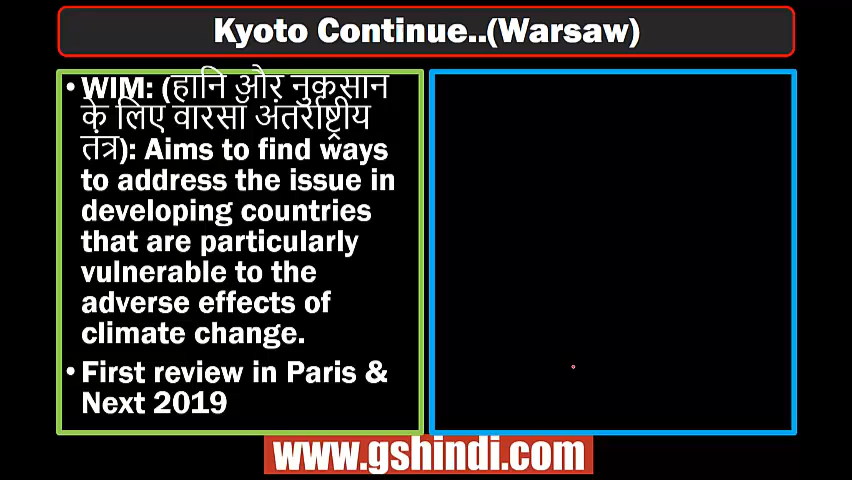 Kyoto Continue..(Warsaw)
• WIM: (हानि और नुकसान
के लिए वारसॉ अंतर्राष्ट्रीय
तंत्र): Aims to find ways
to address the issue in
developing countries
that are particularly
vulnerable to the
adverse effects of
climate change.
• First review in Paris &
Next 2019
www.gshindi.com